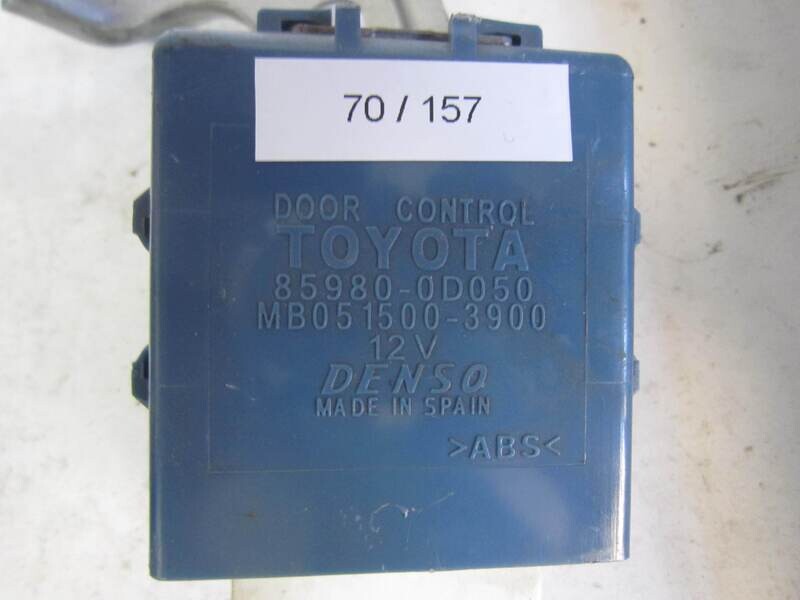 70 / 157
DOOR CONTROL
TOYOTA
85980-0D050
MB051500-3900
12V
DENSO
MADE IN SPAIN
>ABS<